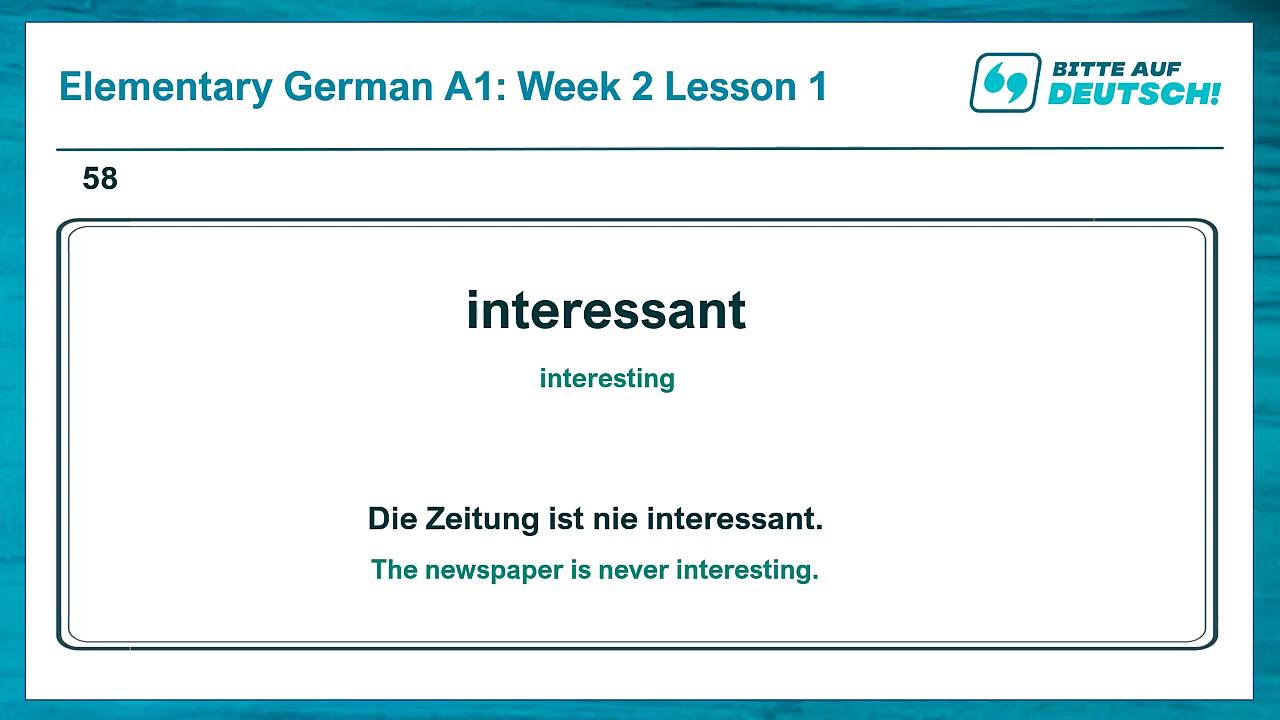 Elementary German A1: Week 2 Lesson 1
BITTE AUF
DEUTSCH!
58
interessant
interesting
Die Zeitung ist nie interessant.
The newspaper is never interesting.